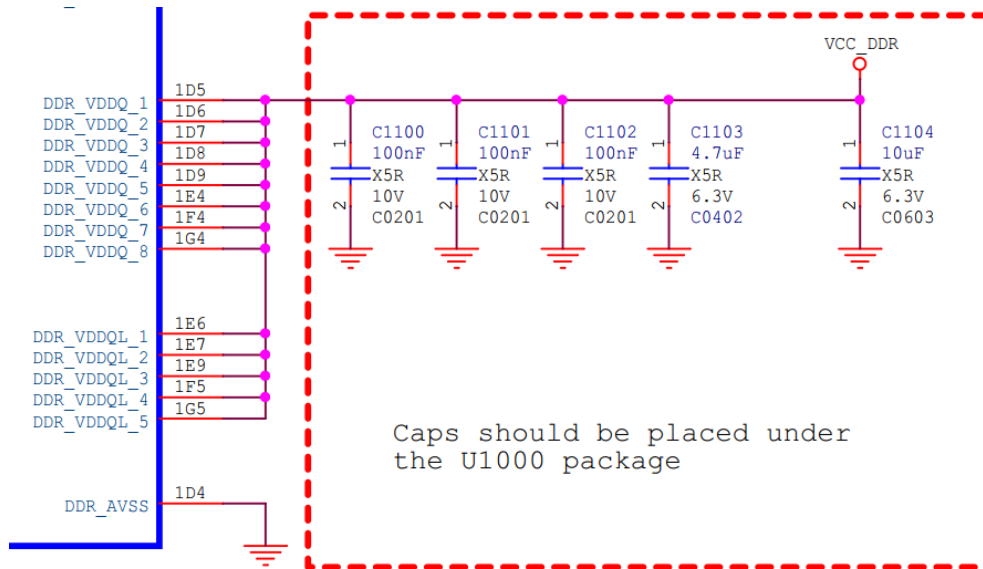 VCC_DDR
DDR_VDDQ_1 1D5
DDR_VDDQ_2 1D6
DDR_VDDQ_3 1D7
DDR_VDDQ_4 1D8
DDR_VDDQ_5 1D9
DDR_VDDQ_6 1E4
DDR_VDDQ_7 1F4
DDR_VDDQ_8 1G4
1
C1100
100nF
X5R
10V
C0201
2
1
C1101
100nF
X5R
10V
C0201
2
1
C1102
100nF
X5R
10V
C0201
2
1
C1103
4.7uF
X5R
6.3V
C0402
2
1
C1104
10uF
X5R
6.3V
C0603
2
DDR_VDDQL_1 1E6
DDR_VDDQL_2 1E7
DDR_VDDQL_3 1E9
DDR_VDDQL_4 1F5
DDR_VDDQL_5 1G5
Caps should be placed under
the U1000 package
DDR_AVSS 1D4